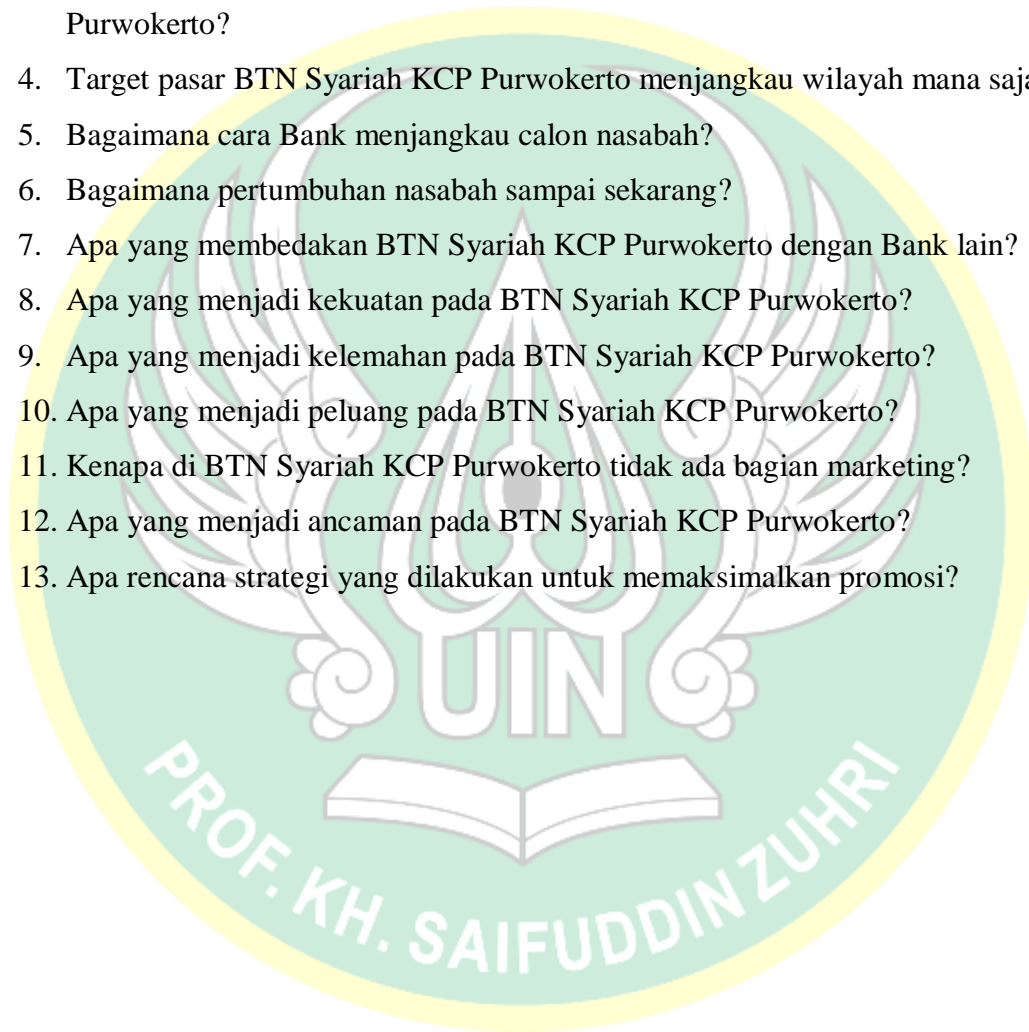 Purwokerto?
4. Target pasar BTN Syariah KCP Purwokerto menjangkau wilayah mana saja
5. Bagaimana cara Bank menjangkau calon nasabah?
6. Bagaimana pertumbuhan nasabah sampai sekarang?
7. Apa yang membedakan BTN Syariah KCP Purwokerto dengan Bank lain?
8. Apa yang menjadi kekuatan pada BTN Syariah KCP Purwokerto?
9. Apa yang menjadi kelemahan pada BTN Syariah KCP Purwokerto?
10. Apa yang menjadi peluang pada BTN Syariah KCP Purwokerto?
11. Kenapa di BTN Syariah KCP Purwokerto tidak ada bagian marketing?
12. Apa yang menjadi ancaman pada BTN Syariah KCP Purwokerto?
13. Apa rencana strategi yang dilakukan untuk memaksimalkan promosi?
UIN
PROF. KH. SAIFUDDIN ZUHRI